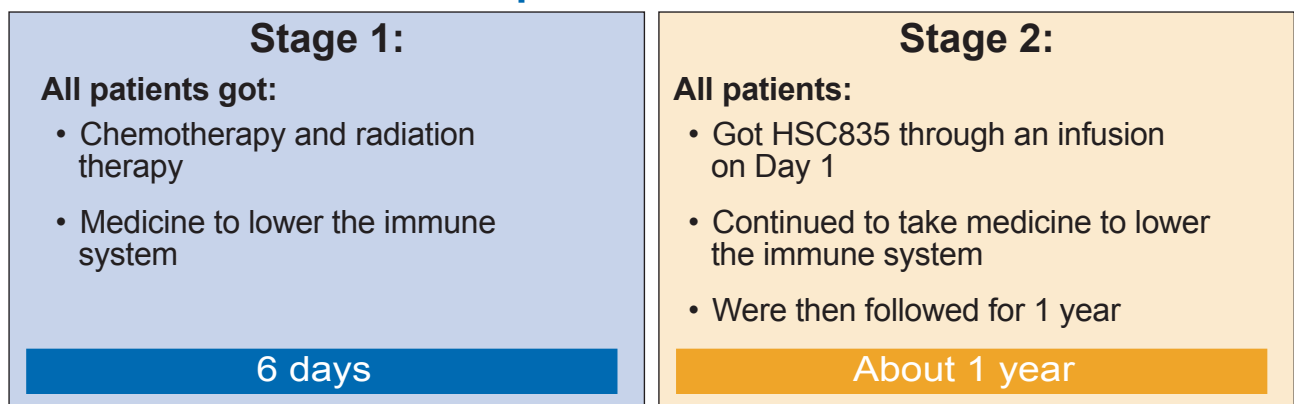 Stage 1:
All patients got:
• Chemotherapy and radiation
therapy
• Medicine to lower the immune
system
6 days
Stage 2:
All patients:
• Got HSC835 through an infusion
on Day 1
• Continued to take medicine to lower
the immune system
• Were then followed for 1 year
About 1 year